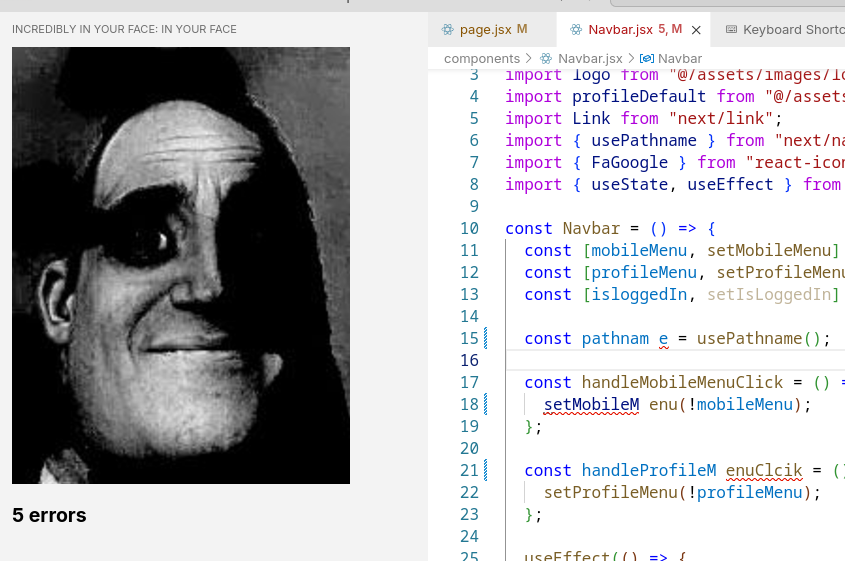 INCREDIBLY IN YOUR FACE: IN YOUR FACE
5 errors
page.jsx M
Navbar.jsx 5, M
Keyboard Shortc
components > Navbar.jsx > Navbar
3 import logo from "@/assets/images/lo
4 import profileDefault from "@/assets
5 import Link from "next/link";
6 import { usePathname } from "next/na
7 import { FaGoogle } from "react-icon
8 import { useState, useEffect } from
9
10 const Navbar = () => {
11 const [mobileMenu, setMobileMenu]
12 const [profileMenu, setProfileMenu
13 const [isloggedIn, setIsLoggedIn]
14
15 const pathnam e = usePathname();
16
17 const handleMobileMenuClick = () =
18 setMobileM enu(!mobileMenu);
19 };
20
21 const handleProfileM enuClcik = ()
22 setProfileMenu(!profileMenu);
23 };
24
25 useEffect(() => {